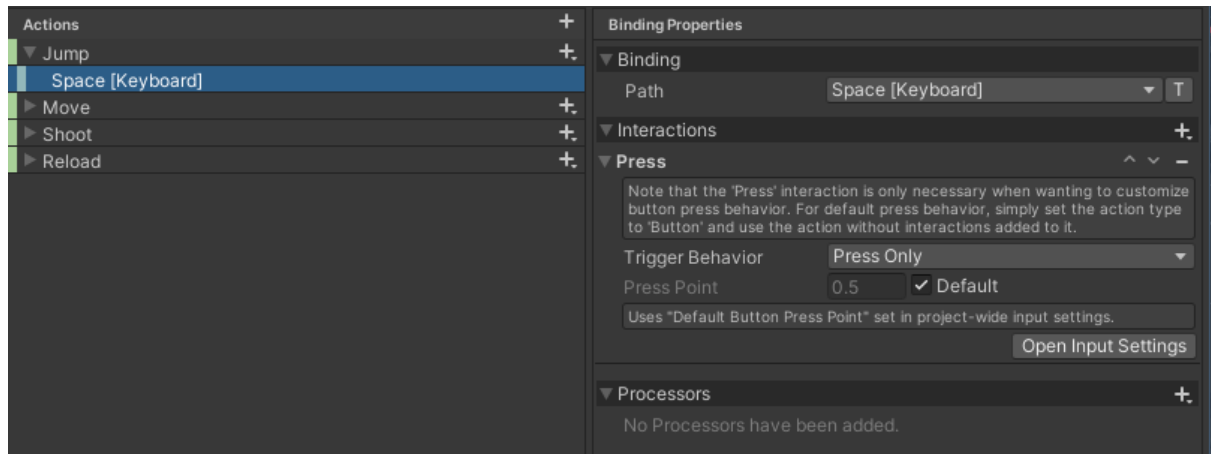 Actions
Jump
Space [Keyboard]
Move
Shoot
Reload
Binding Properties
Binding
Path Space [Keyboard] T
Interactions
Press
Note that the 'Press' interaction is only necessary when wanting to customize
button press behavior. For default press behavior, simply set the action type
to 'Button' and use the action without interactions added to it.
Trigger Behavior Press Only
Press Point 0.5 Default
Uses "Default Button Press Point" set in project-wide input settings.
Open Input Settings
Processors
No Processors have been added.